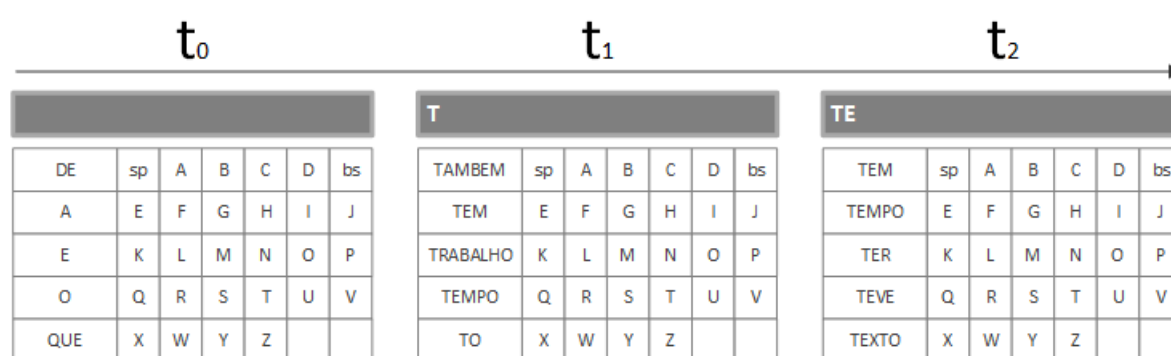 t0 t1 t2
T TE
DE sp A B C D bs TAMBEM sp A B C D bs TEM sp A B C D bs
A E F G H I J TEM E F G H I J TEMPO E F G H I J
E K L M N O P TRABALHO K L M N O P TER K L M N O P
O Q R S T U V TEMPO Q R S T U V TEVE Q R S T U V
QUE X W Y Z TO X W Y Z TEXTO X W Y Z